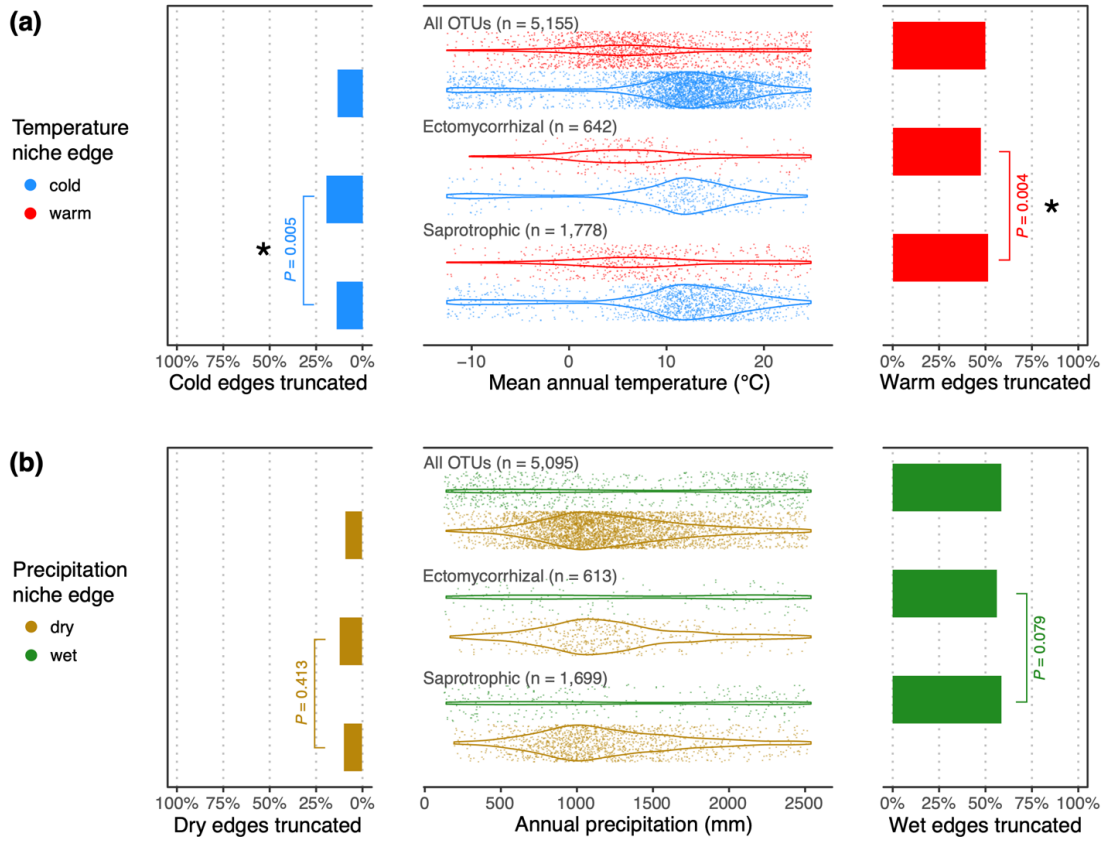 (a)
Temperature
niche edge
cold
warm
P = 0.005
*
100% 75% 50% 25% 0%
Cold edges truncated
All OTUs (n = 5,155)
Ectomycorrhizal (n = 642)
Saprotrophic (n = 1,778)
−10 0 10 20
Mean annual temperature (°C)
P = 0.004
*
0% 25% 50% 75% 100%
Warm edges truncated
(b)
Precipitation
niche edge
dry
wet
P = 0.413
100% 75% 50% 25% 0%
Dry edges truncated
All OTUs (n = 5,095)
Ectomycorrhizal (n = 613)
Saprotrophic (n = 1,699)
0 500 1000 1500 2000 2500
Annual precipitation (mm)
P = 0.079
0% 25% 50% 75% 100%
Wet edges truncated